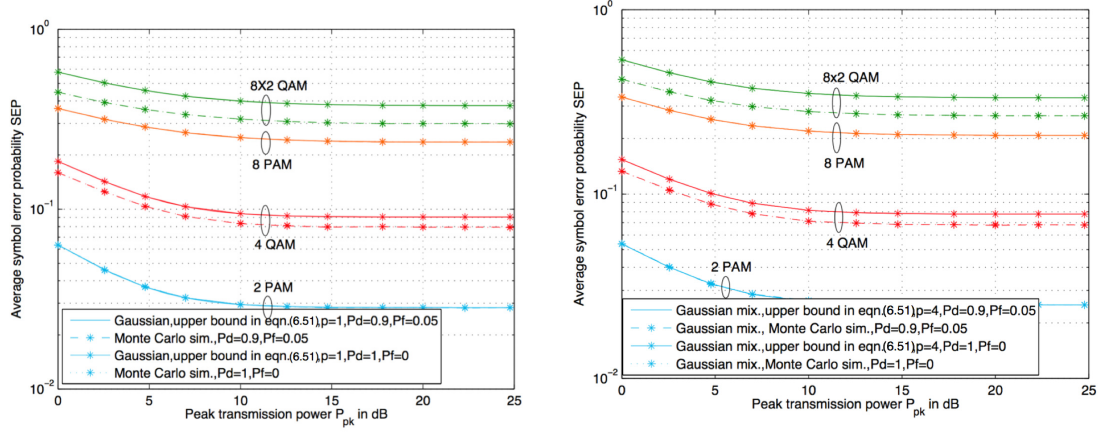 10^0
Average symbol error probability SEP
8X2 QAM
8 PAM
10^-1
4 QAM
2 PAM
Gaussian,upper bound in eqn.(6.51),p=1,Pd=0.9,Pf=0.05
Monte Carlo sim.,Pd=0.9,Pf=0.05
Gaussian,upper bound in eqn.(6.51),p=1,Pd=1,Pf=0
Monte Carlo sim.,Pd=1,Pf=0
10^-2
0 5 10 15 20 25
Peak transmission power P_pk in dB
10^0
Average symbol error probability SEP
8x2 QAM
8 PAM
10^-1
4 QAM
2 PAM
Gaussian mix.,upper bound in eqn.(6.51),p=4,Pd=0.9,Pf=0.05
Gaussian mix., Monte Carlo sim.,Pd=0.9,Pf=0.05
Gaussian mix.,upper bound in eqn.(6.51),p=4,Pd=1,Pf=0
Gaussian mix.,Monte Carlo sim.,Pd=1,Pf=0
10^-2
0 5 10 15 20 25
Peak transmission power P_pk in dB